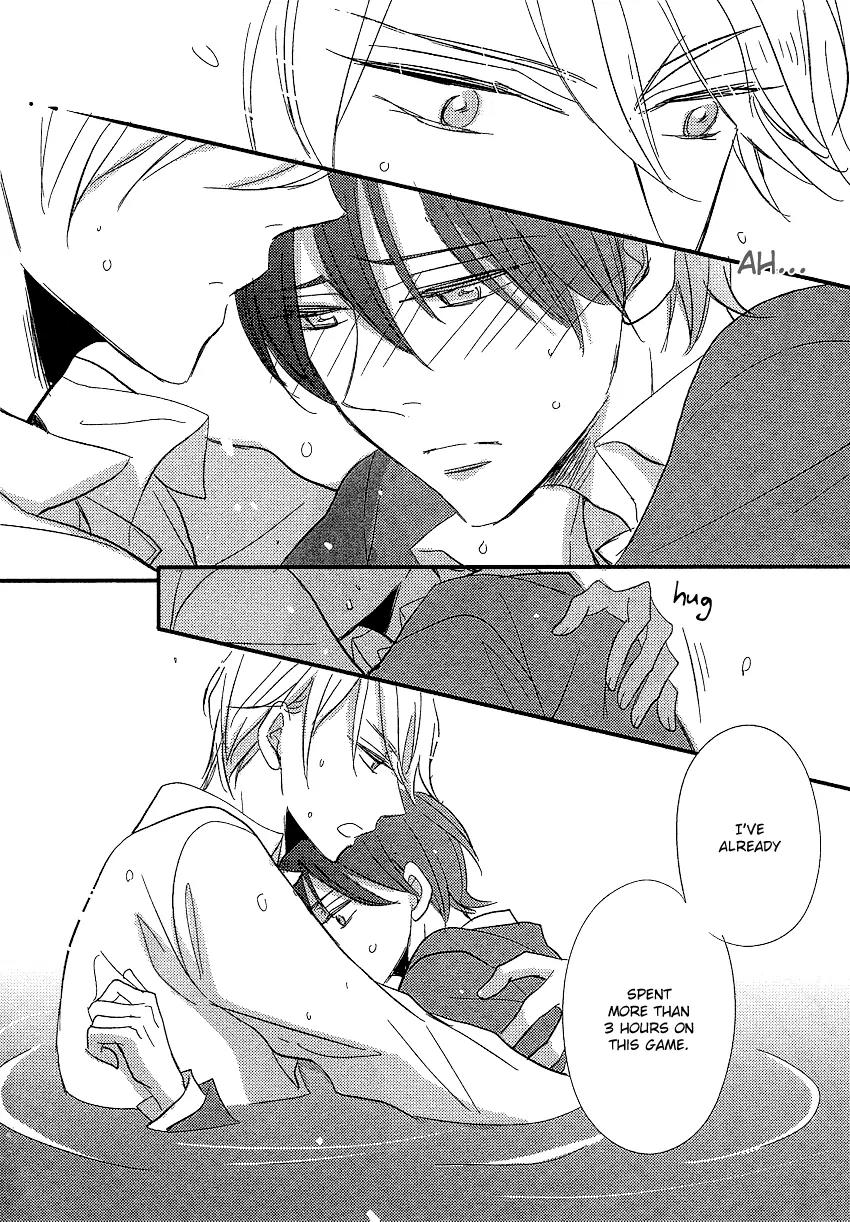 AH...
hug
I'VE
ALREADY
SPENT
MORE THAN
3 HOURS ON
THIS GAME.